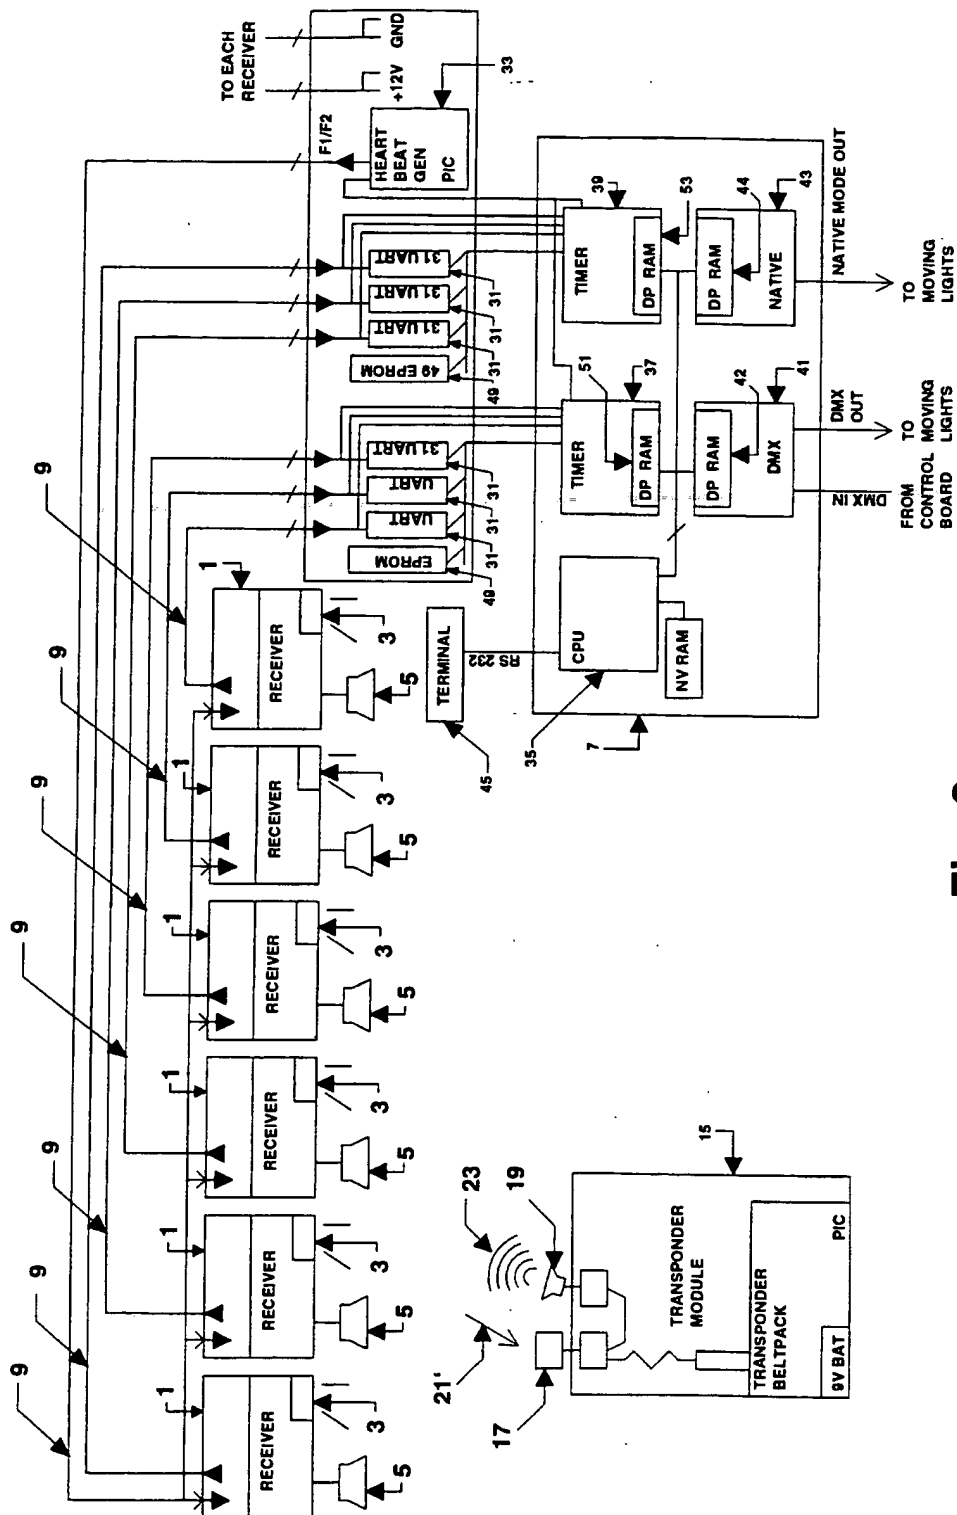 9
9
9
9
9
9
9
TO EACH
RECEIVER
GND
+12V
33
F1/F2
HEART
BEAT
GEN
PIC
31 UART
31 UART
31 UART
49 EPROM
31 UART
UART
UART
EPROM
31
31
31
49
31
31
31
49
1
1
1
1
1
1
RECEIVER
RECEIVER
RECEIVER
RECEIVER
RECEIVER
RECEIVER
3
3
3
3
3
3
5
5
5
5
5
5
45
TERMINAL
RS 232
7
35
CPU
NV RAM
TIMER
DP RAM
51
37
DP RAM
42
DMX
41
TIMER
DP RAM
39
53
DP RAM
44
NATIVE
43
DMX IN
FROM
CONTROL
BOARD
DMX
OUT
TO
MOVING
LIGHTS
NATIVE MODE OUT
TO
MOVING
LIGHTS
15
23
19
21'
17
TRANSPONDER
MODULE
TRANSPONDER
BELTPACK
PIC
9V BAT